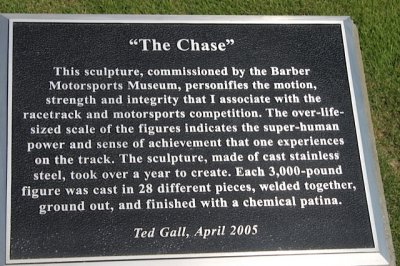 “The Chase”
This sculpture, commissioned by the Barber
Motorsports Museum, personifies the motion,
strength and integrity that I associate with the
racetrack and motorsports competition. The over-life-
sized scale of the figures indicates the super-human
power and sense of achievement that one experiences
on the track. The sculpture, made of cast stainless
steel, took over a year to create. Each 3,000-pound
figure was cast in 28 different pieces, welded together,
ground out, and finished with a chemical patina.
Ted Gall, April 2005